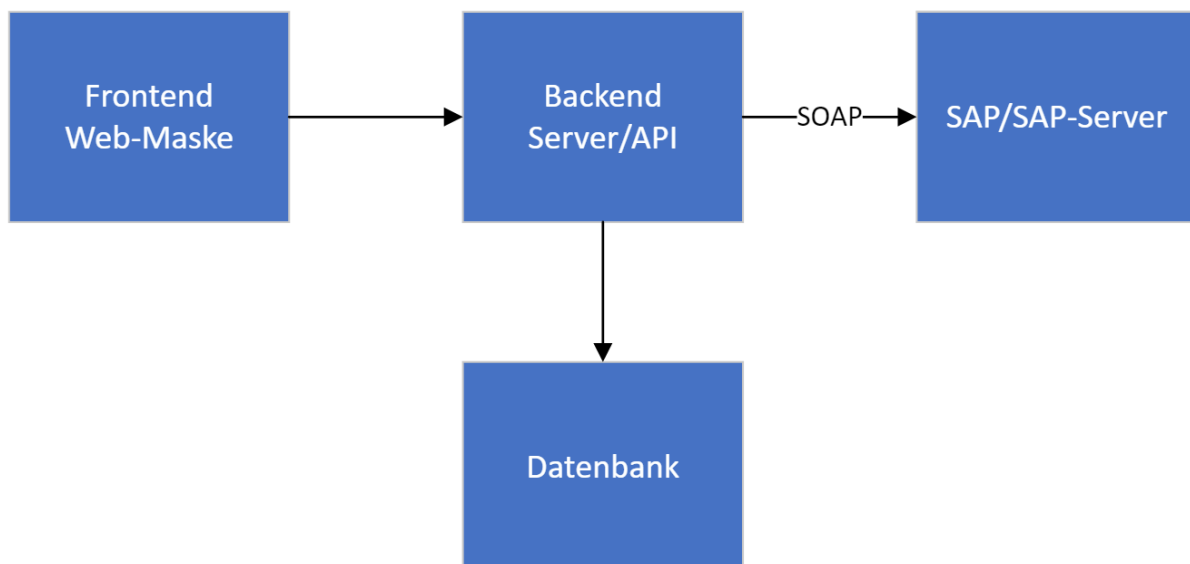 Frontend
Web-Maske
Backend
Server/API
SOAP
SAP/SAP-Server
Datenbank